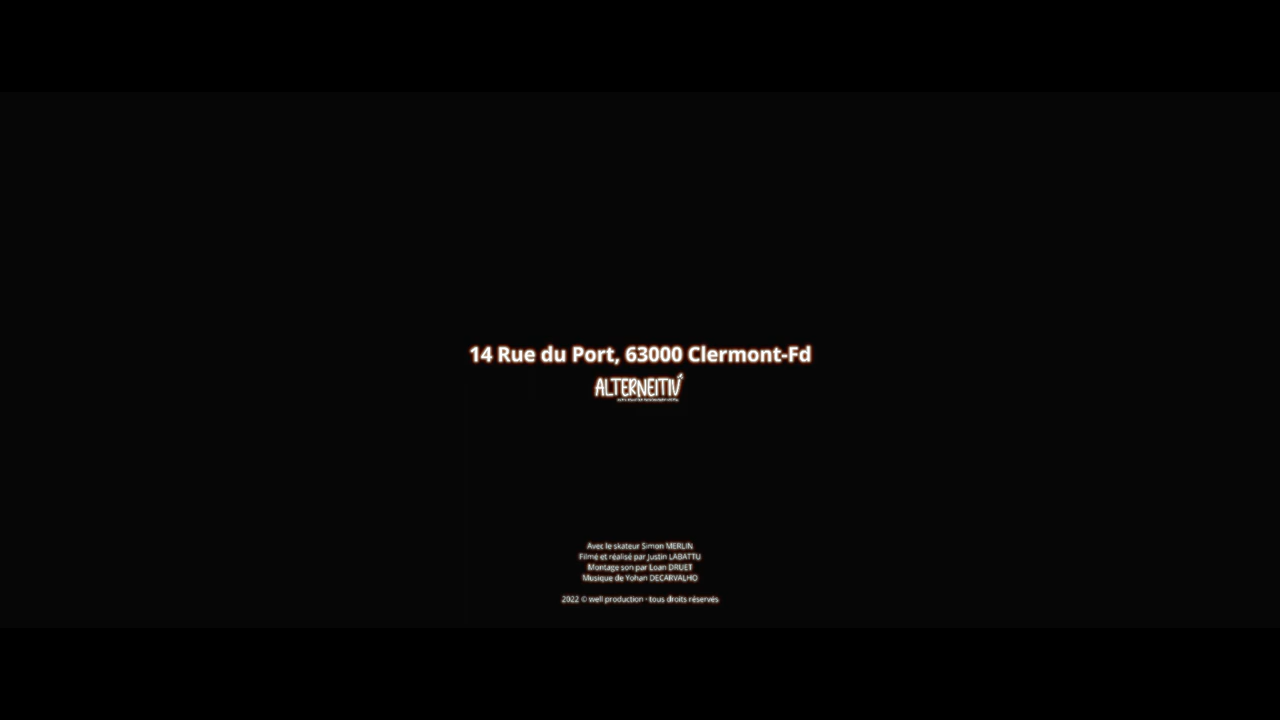 14 Rue du Port, 63000 Clermont-Fd
ALTERNEITIV
Avec le skateur Simon MERLIN
Filmé et réalisé par Justin LABATTU
Montage son par Loan DRUET
Musique de Yohan DECARVALHO
2022 © well production - tous droits réservés